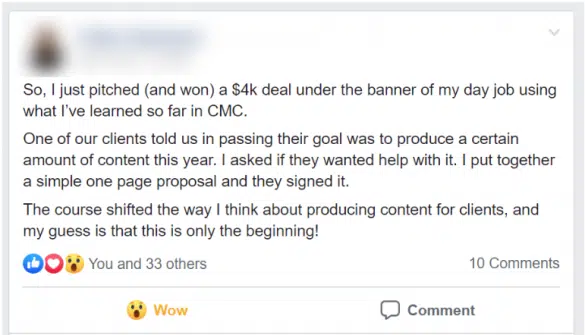 So, I just pitched (and won) a $4k deal under the banner of my day job using
what I've learned so far in CMC.
One of our clients told us in passing their goal was to produce a certain
amount of content this year. I asked if they wanted help with it. I put together
a simple one page proposal and they signed it.
The course shifted the way I think about producing content for clients, and
my guess is that this is only the beginning!
You and 33 others 10 Comments
Wow Comment